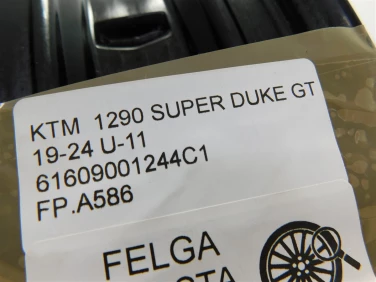 KTM 1290 SUPER DUKE GT
19-24 U-11
61609001244C1
FP.A586
FELGA